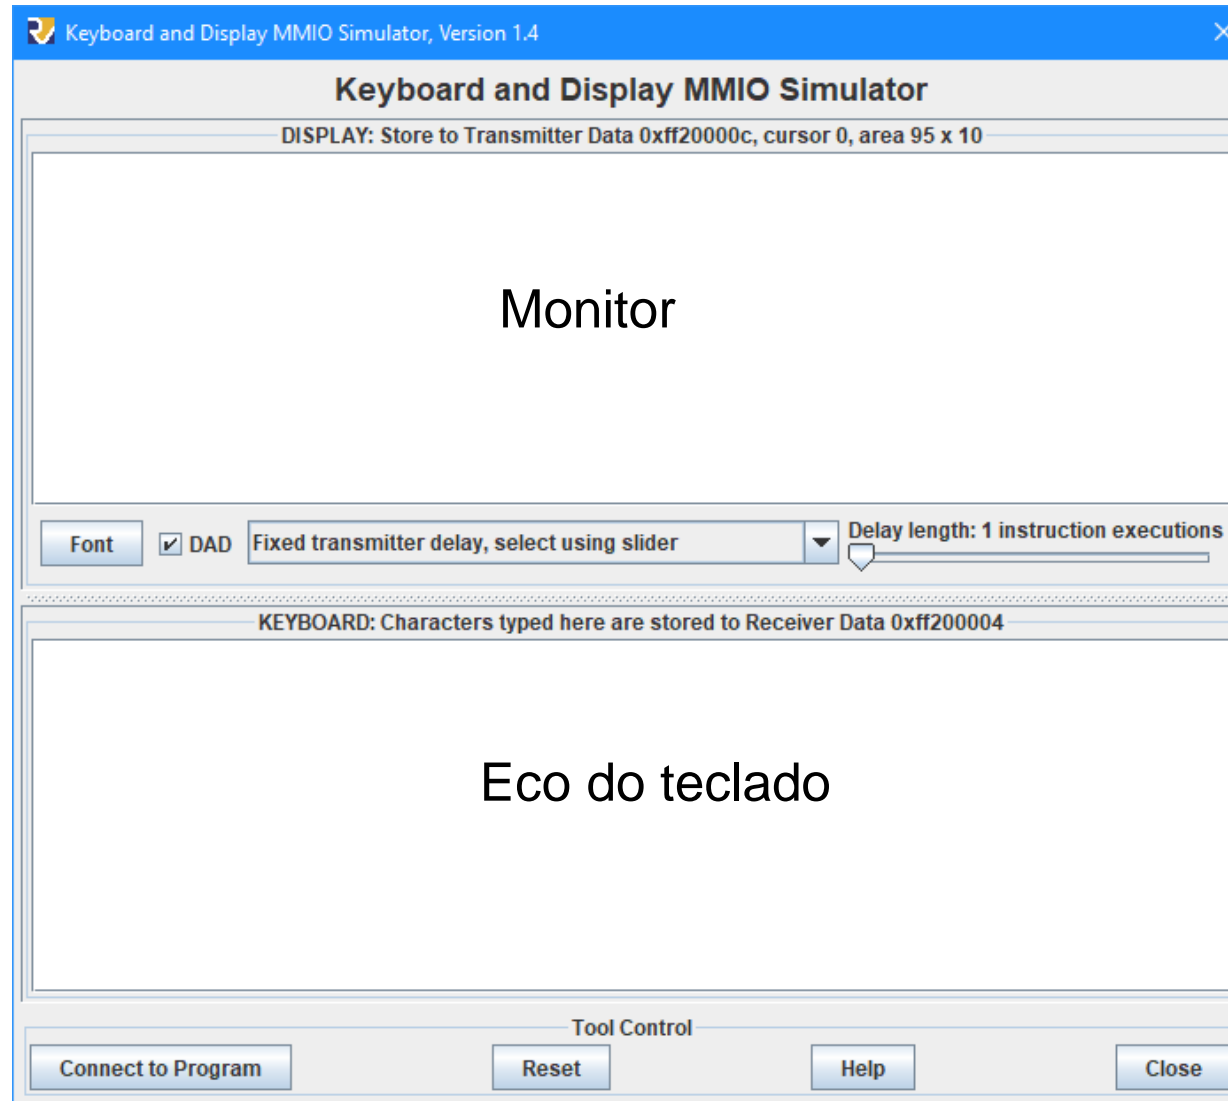 Keyboard and Display MMIO Simulator, Version 1.4
Keyboard and Display MMIO Simulator
DISPLAY: Store to Transmitter Data 0xff20000c, cursor 0, area 95 x 10
Monitor
Font
DAD
Fixed transmitter delay, select using slider
Delay length: 1 instruction executions
KEYBOARD: Characters typed here are stored to Receiver Data 0xff200004
Eco do teclado
Tool Control
Connect to Program
Reset
Help
Close